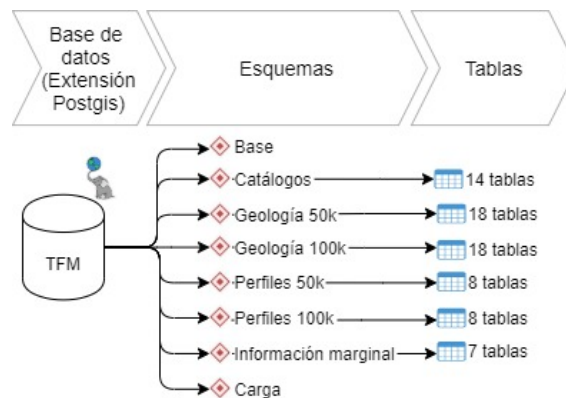 Base de
datos
(Extensión
Postgis)
Esquemas
Tablas
TFM
Base
Catálogos
14 tablas
Geología 50k
18 tablas
Geología 100k
18 tablas
Perfiles 50k
8 tablas
Perfiles 100k
8 tablas
Información marginal
7 tablas
Carga